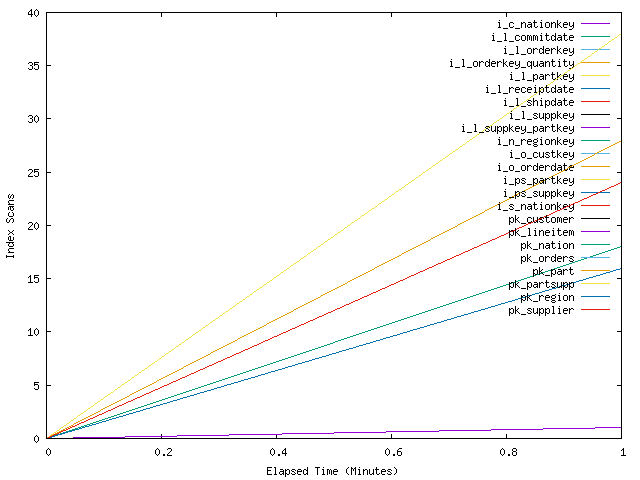 40
35
30
25
20
15
10
5
0
Index Scans
i_c_nationkey
i_l_commitdate
i_l_orderkey
i_l_orderkey_quantity
i_l_partkey
i_l_receiptdate
i_l_shipdate
i_l_suppkey
i_l_suppkey_partkey
i_n_regionkey
i_o_custkey
i_o_orderdate
i_ps_partkey
i_ps_suppkey
i_s_nationkey
pk_customer
pk_lineitem
pk_nation
pk_orders
pk_part
pk_partsupp
pk_region
pk_supplier
0 0.2 0.4 0.6 0.8 1
Elapsed Time (Minutes)